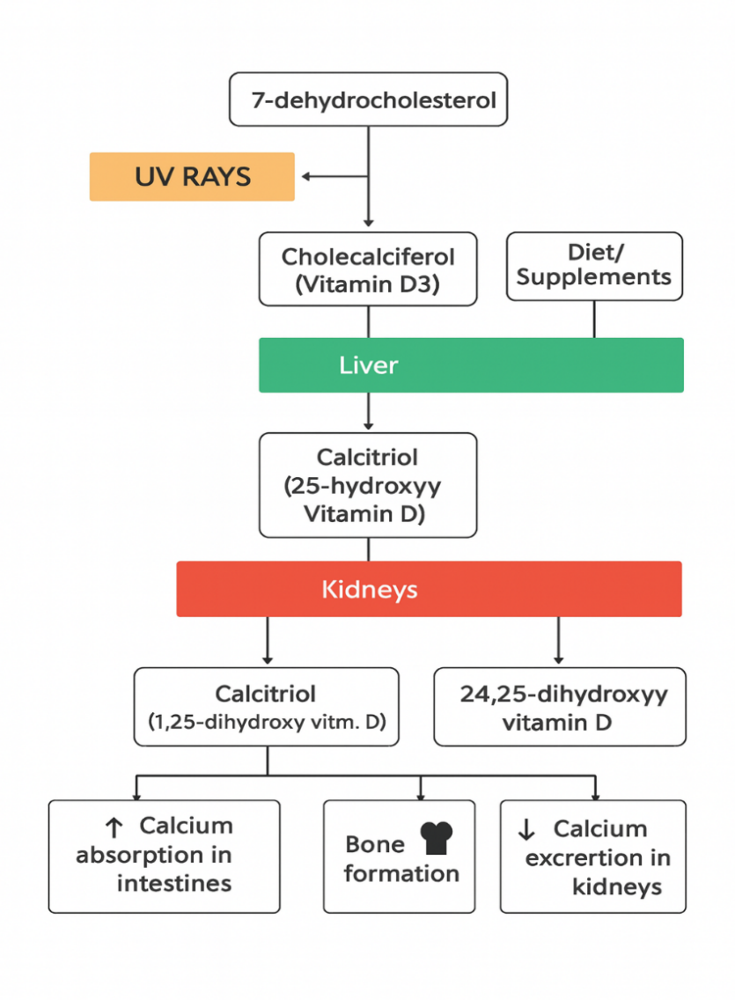 7-dehydrocholesterol
UV RAYS
Cholecalciferol
(Vitamin D3)
Diet/
Supplements
Liver
Calcitriol
(25-hydroxyy
Vitamin D)
Kidneys
Calcitriol
(1,25-dihydroxy vitm. D)
24,25-dihydroxyy
vitamin D
↑ Calcium
absorption in
intestines
Bone
formation
↓ Calcium
excrertion in
kidneys